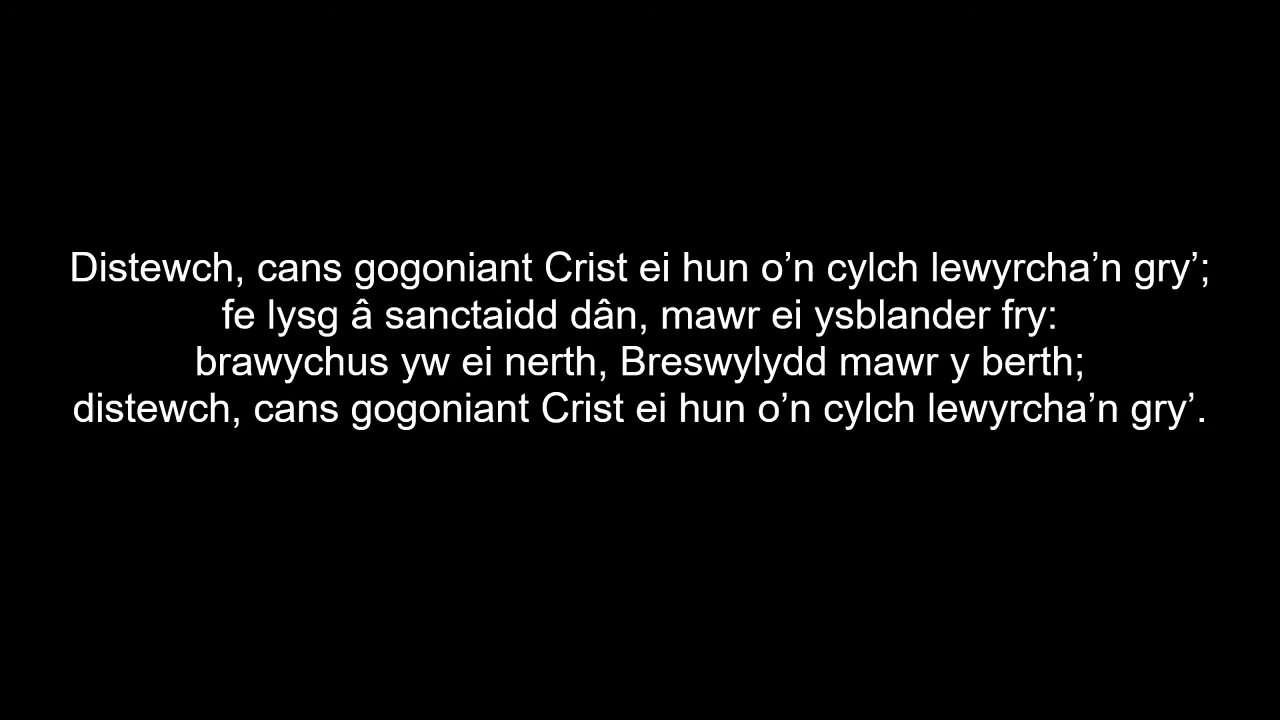 Distewch, cans gogoniant Crist ei hun o’n cylch lewyrcha’n gry’;
fe lysg â sanctaidd dân, mawr ei ysblander fry:
brawychus yw ei nerth, Breswylydd mawr y berth;
distewch, cans gogoniant Crist ei hun o’n cylch lewyrcha’n gry’.